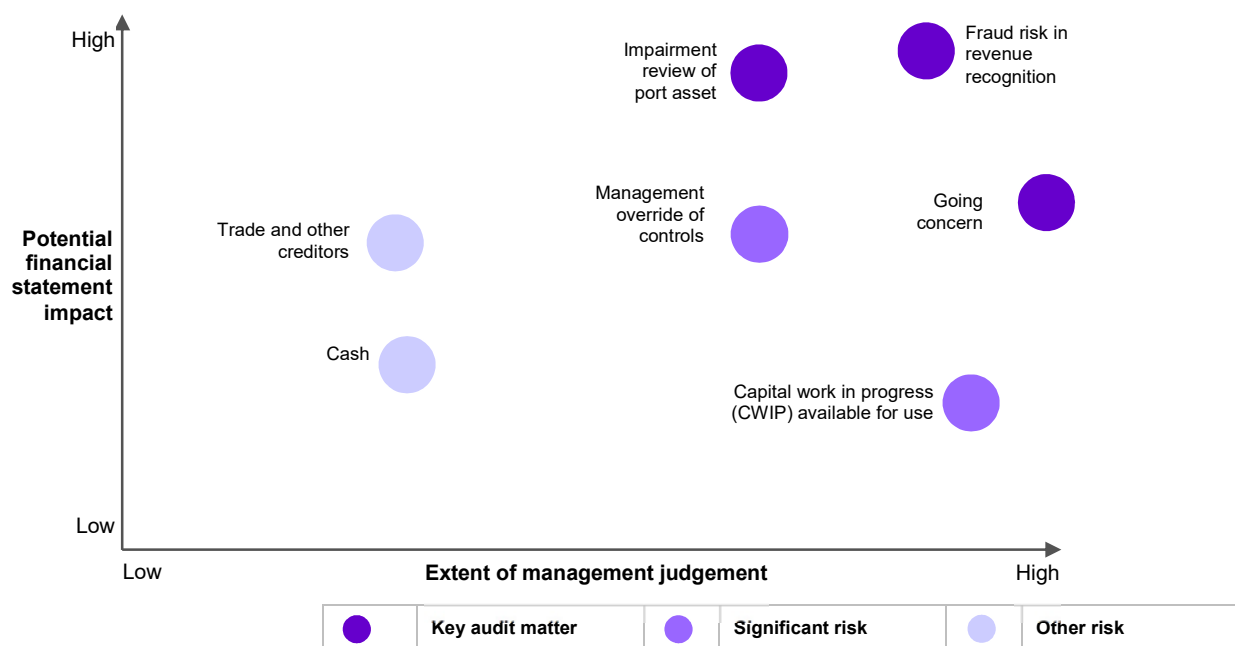 High
Impairment
review of
port asset
Fraud risk in
revenue
recognition
Management
override of
controls
Going
concern
Trade and other
creditors
Potential
financial
statement
impact
Cash
Capital work in progress
(CWIP) available for use
Low
Low
Extent of management judgement
High
Key audit matter
Significant risk
Other risk